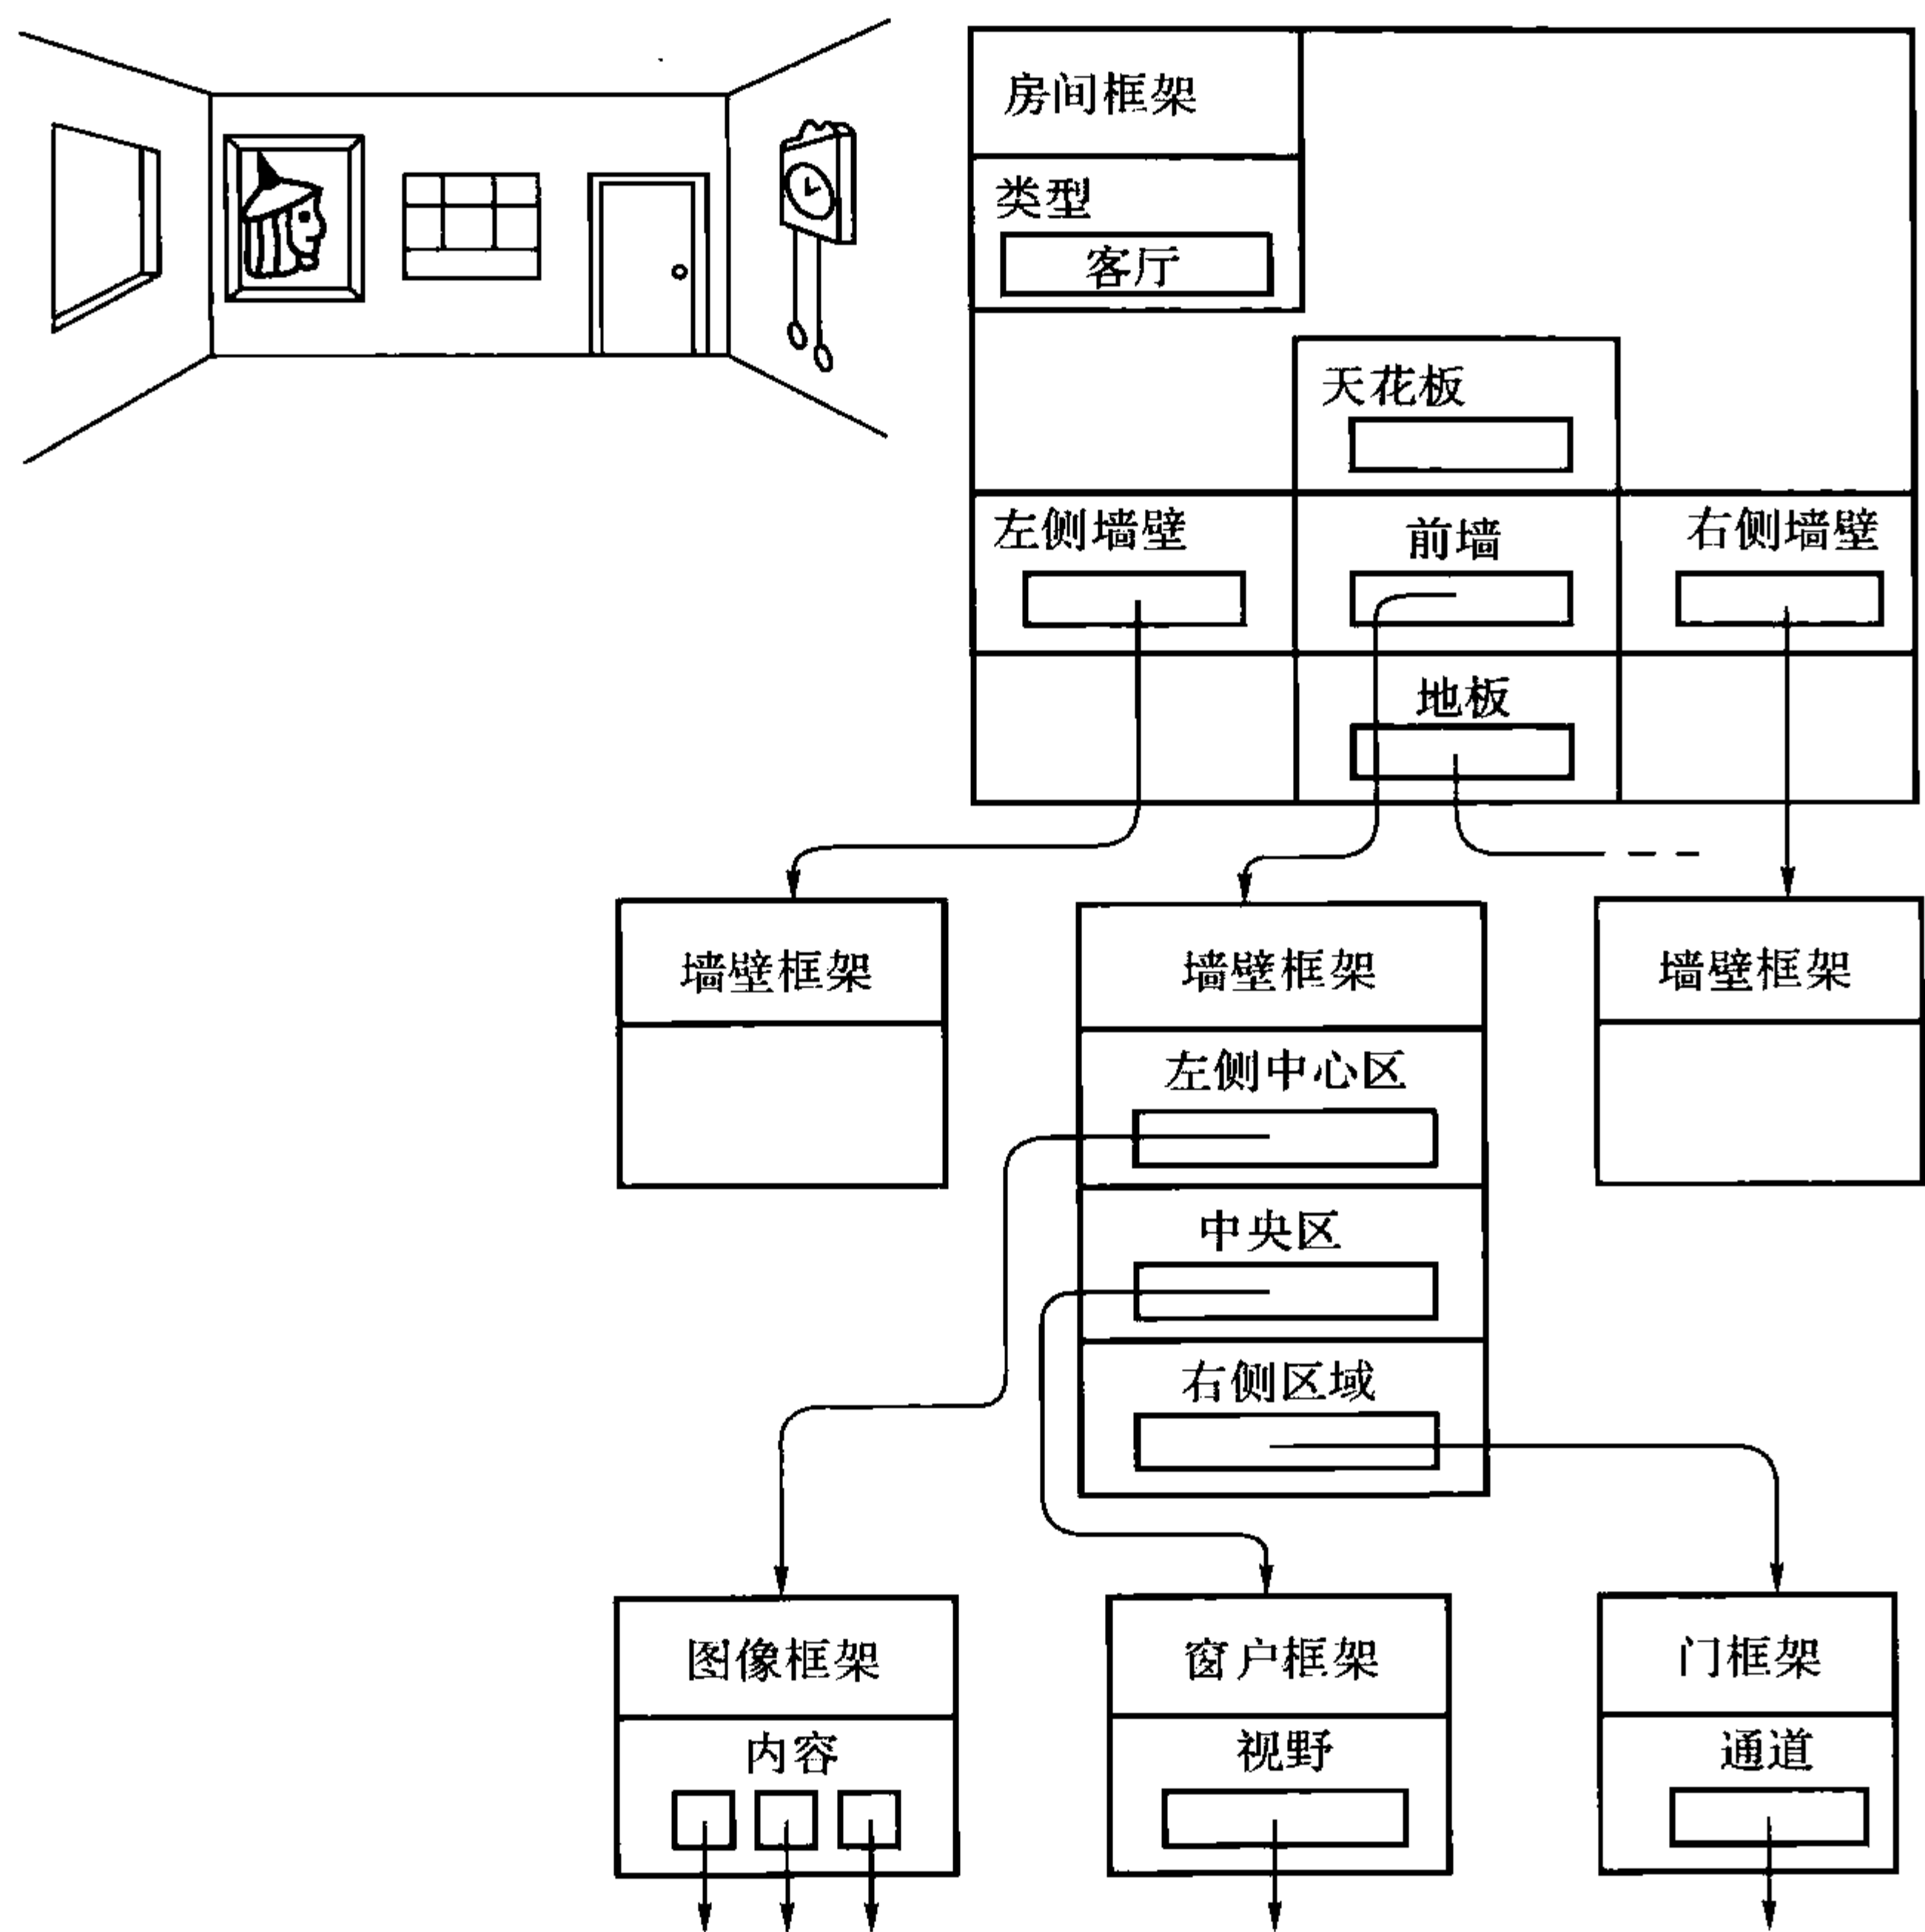 房间框架
类型
客厅
天花板
左侧墙壁
前墙
右侧墙壁
地板
墙壁框架
墙壁框架
墙壁框架
左侧中心区
中央区
右侧区域
图像框架
窗户框架
门框架
内容
视野
通道